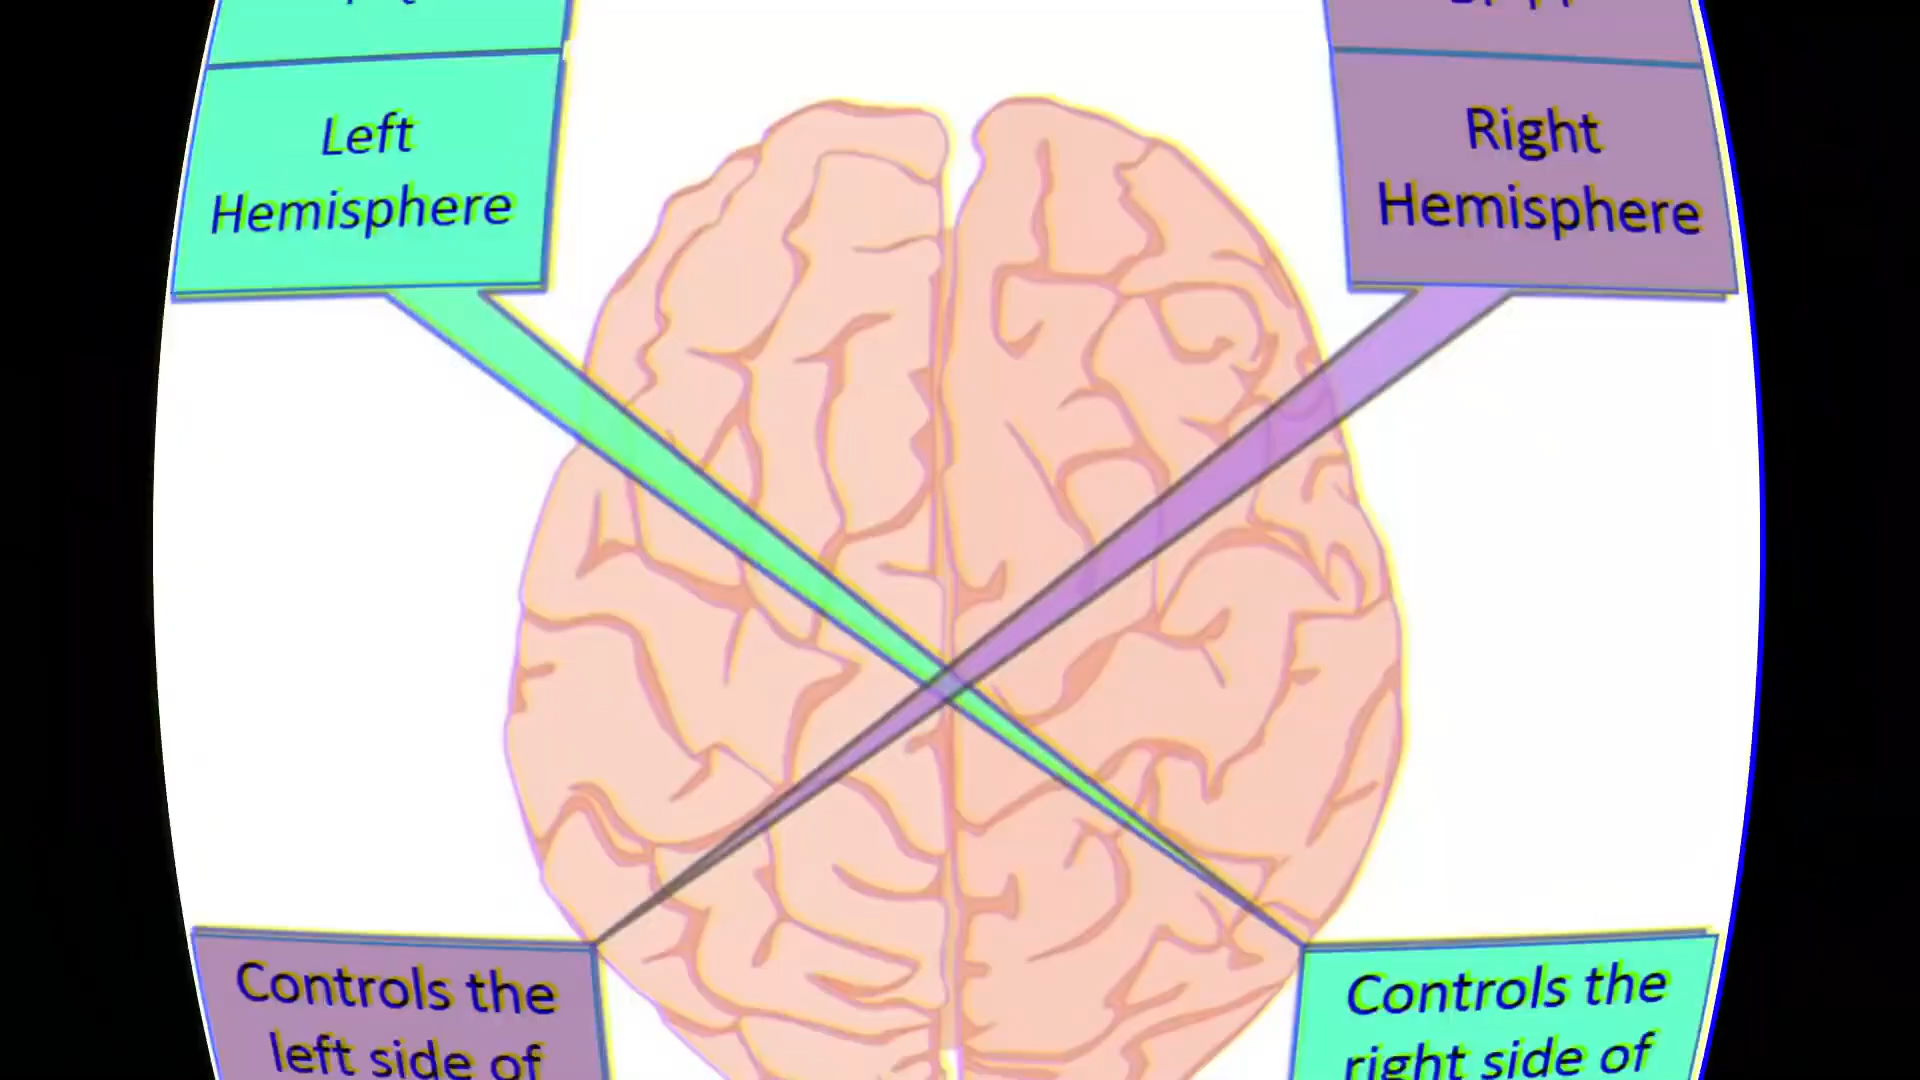 Left
Hemisphere
Right
Hemisphere
Controls the
left side of
Controls the
right side of